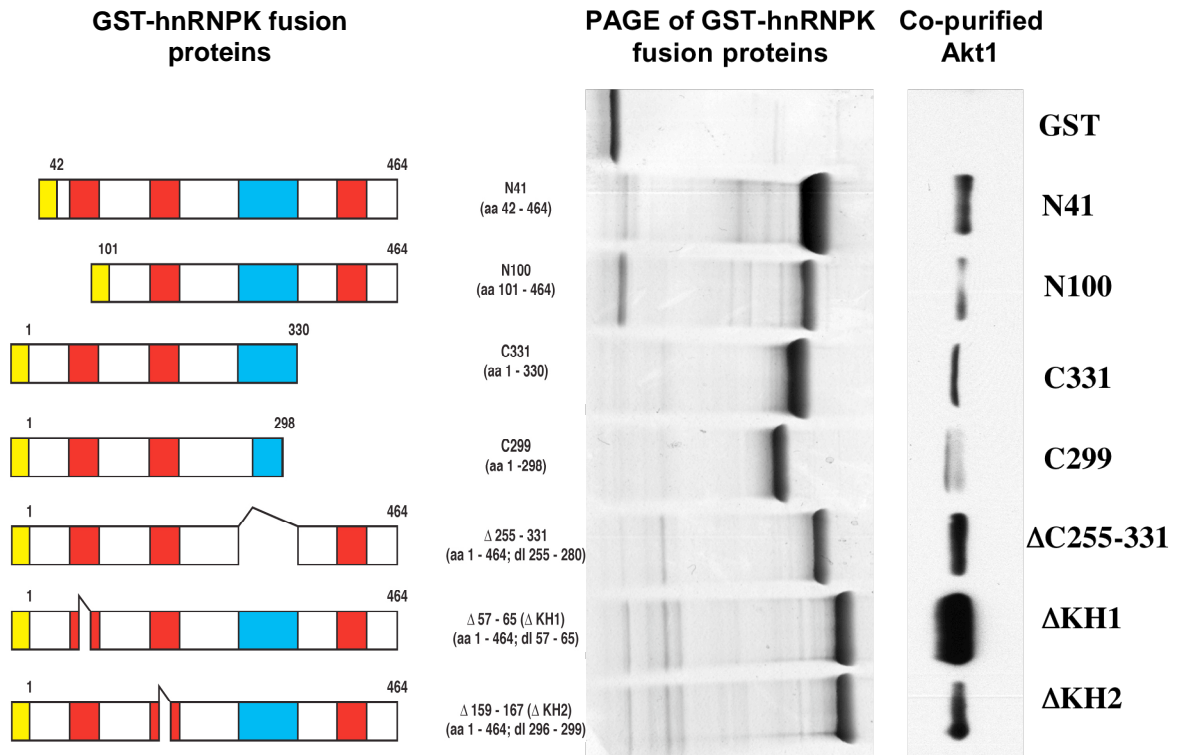 GST-hnRNPK fusion
proteins
PAGE of GST-hnRNPK
fusion proteins
Co-purified
Akt1
GST
42
464
N41
(aa 42 - 464)
N41
101
464
N100
(aa 101 - 464)
N100
1
330
C331
(aa 1 - 330)
C331
1
298
C299
(aa 1 -298)
C299
1
464
Δ 255 - 331
(aa 1 - 464; dl 255 - 280)
ΔC255-331
1
464
Δ 57 - 65 (Δ KH1)
(aa 1 - 464; dl 57 - 65)
ΔKH1
1
464
Δ 159 - 167 (Δ KH2)
(aa 1 - 464; dl 296 - 299)
ΔKH2